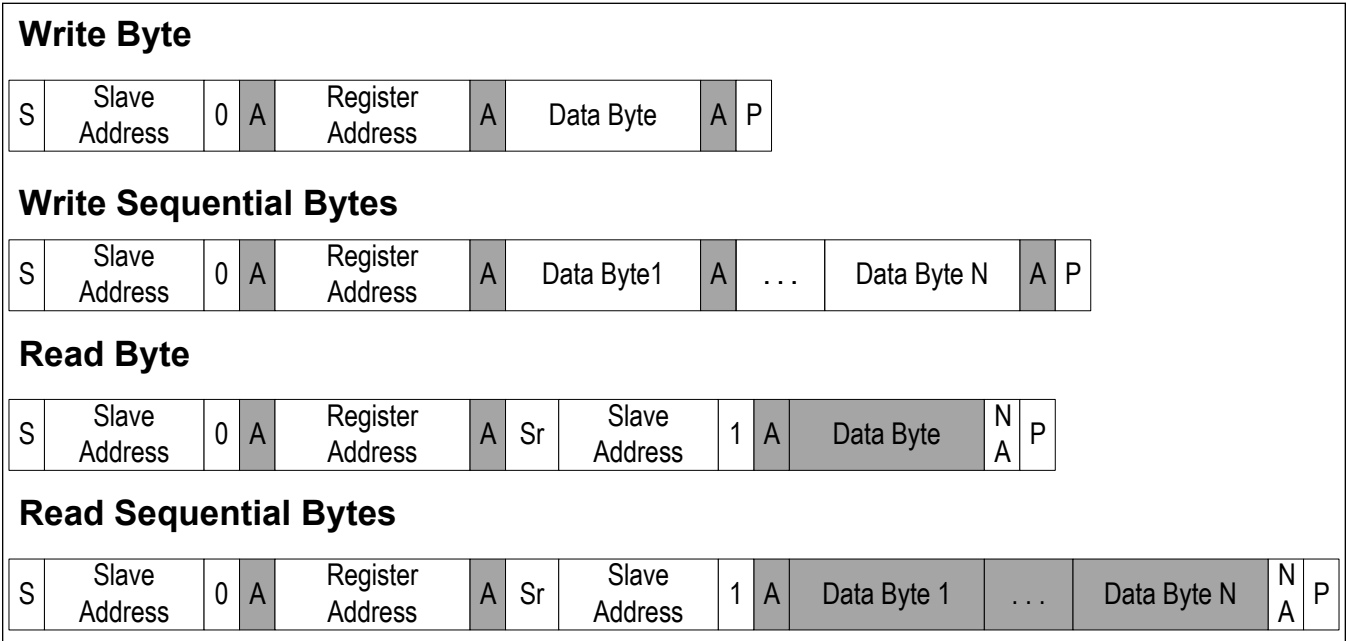 Write Byte
S Slave Address 0 A Register Address A Data Byte A P
Write Sequential Bytes
S Slave Address 0 A Register Address A Data Byte1 A . . . Data Byte N A P
Read Byte
S Slave Address 0 A Register Address A Sr Slave Address 1 A Data Byte NA P
Read Sequential Bytes
S Slave Address 0 A Register Address A Sr Slave Address 1 A Data Byte 1 . . . Data Byte N NA P